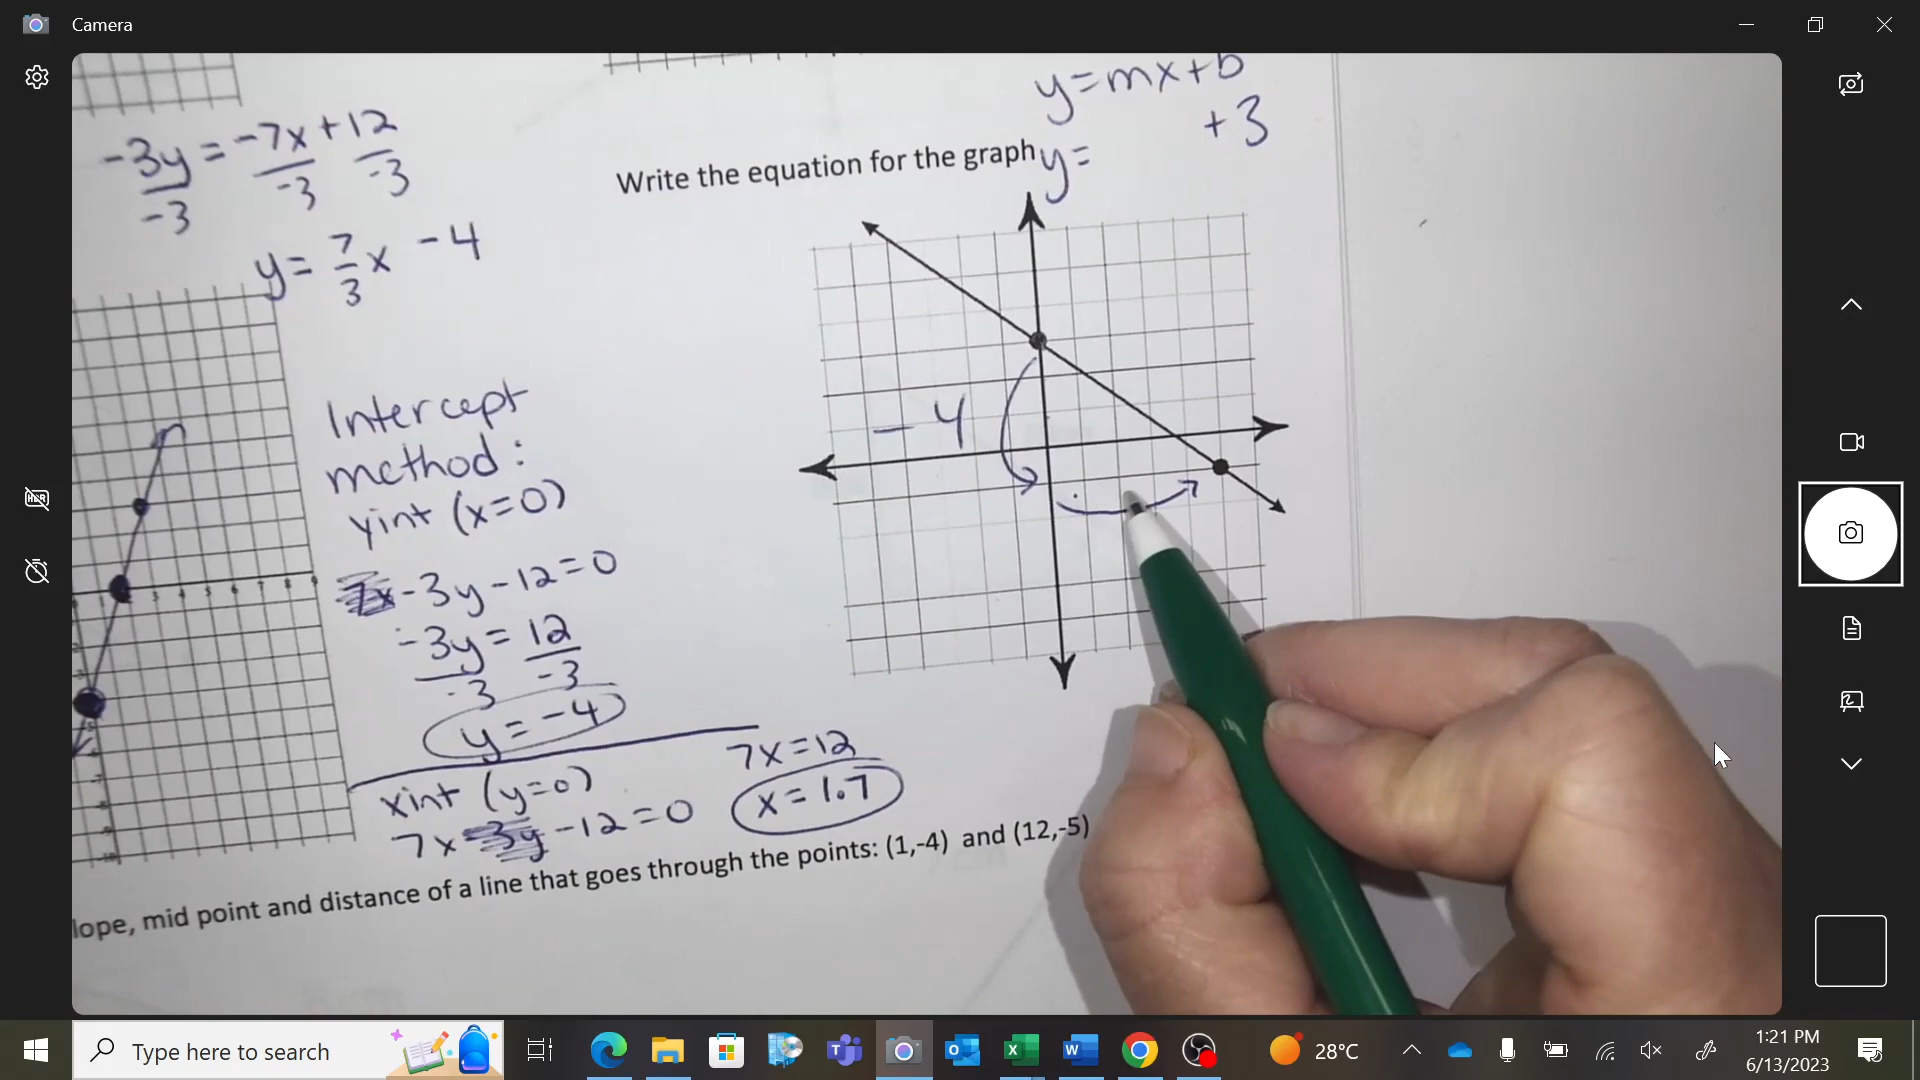 Camera
y=mx+b
+3
-3y = -7x+12
-3 -3 -3
y = 7/3 x - 4
Write the equation for the graph
y=
- 4
Intercept
method:
yint (x=0)
7x -3y -12=0
-3y = 12
-3 -3
y = -4
xint (y=0)
7x -3y -12 =0
7x=12
x = 1.7
lope, mid point and distance of a line that goes through the points: (1,-4) and (12,-5)
Type here to search
28°C
1:21 PM
6/13/2023